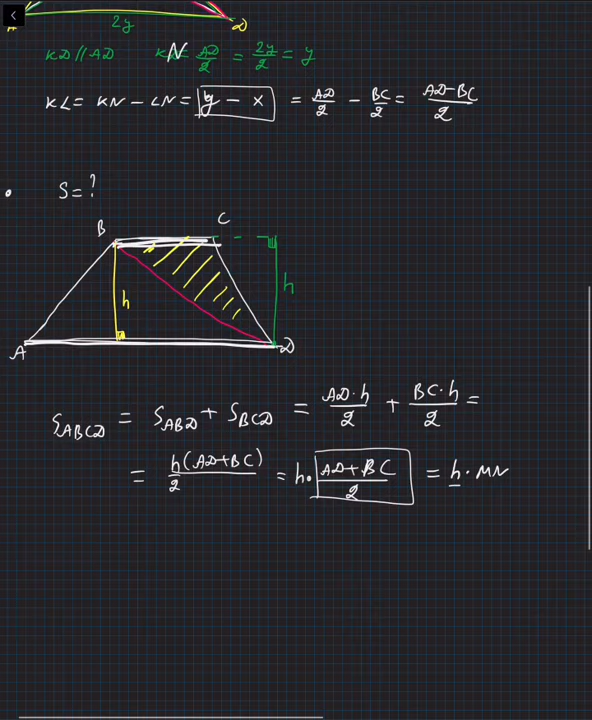 A 2y D
KD // AD KN = AD/2 = 2y/2 = y
KL = KN - LN = y - x = AD/2 - BC/2 = AD-BC/2
• S = ?
B C
h h
A D
S_ABCD = S_ABD + S_BCD = AD·h/2 + BC·h/2 =
= h(AD+BC)/2 = h· AD+BC/2 = h·MN